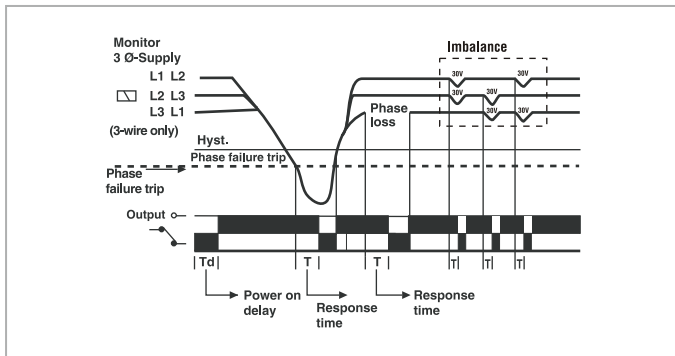 Monitor
3 Ø-Supply
L1 L2
L2 L3
L3 L1
(3-wire only)
Imbalance
30V 30V
30V 30V
30V 30V
Phase
loss
Hyst.
Phase failure trip
Phase
failure trip
Output
Td T T T T T
Power on
delay
Response
time
Response
time